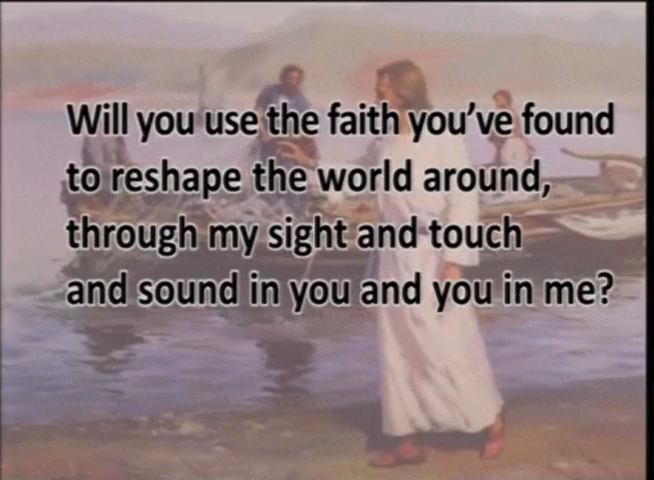 Will you use the faith you've found
to reshape the world around,
through my sight and touch
and sound in you and you in me?